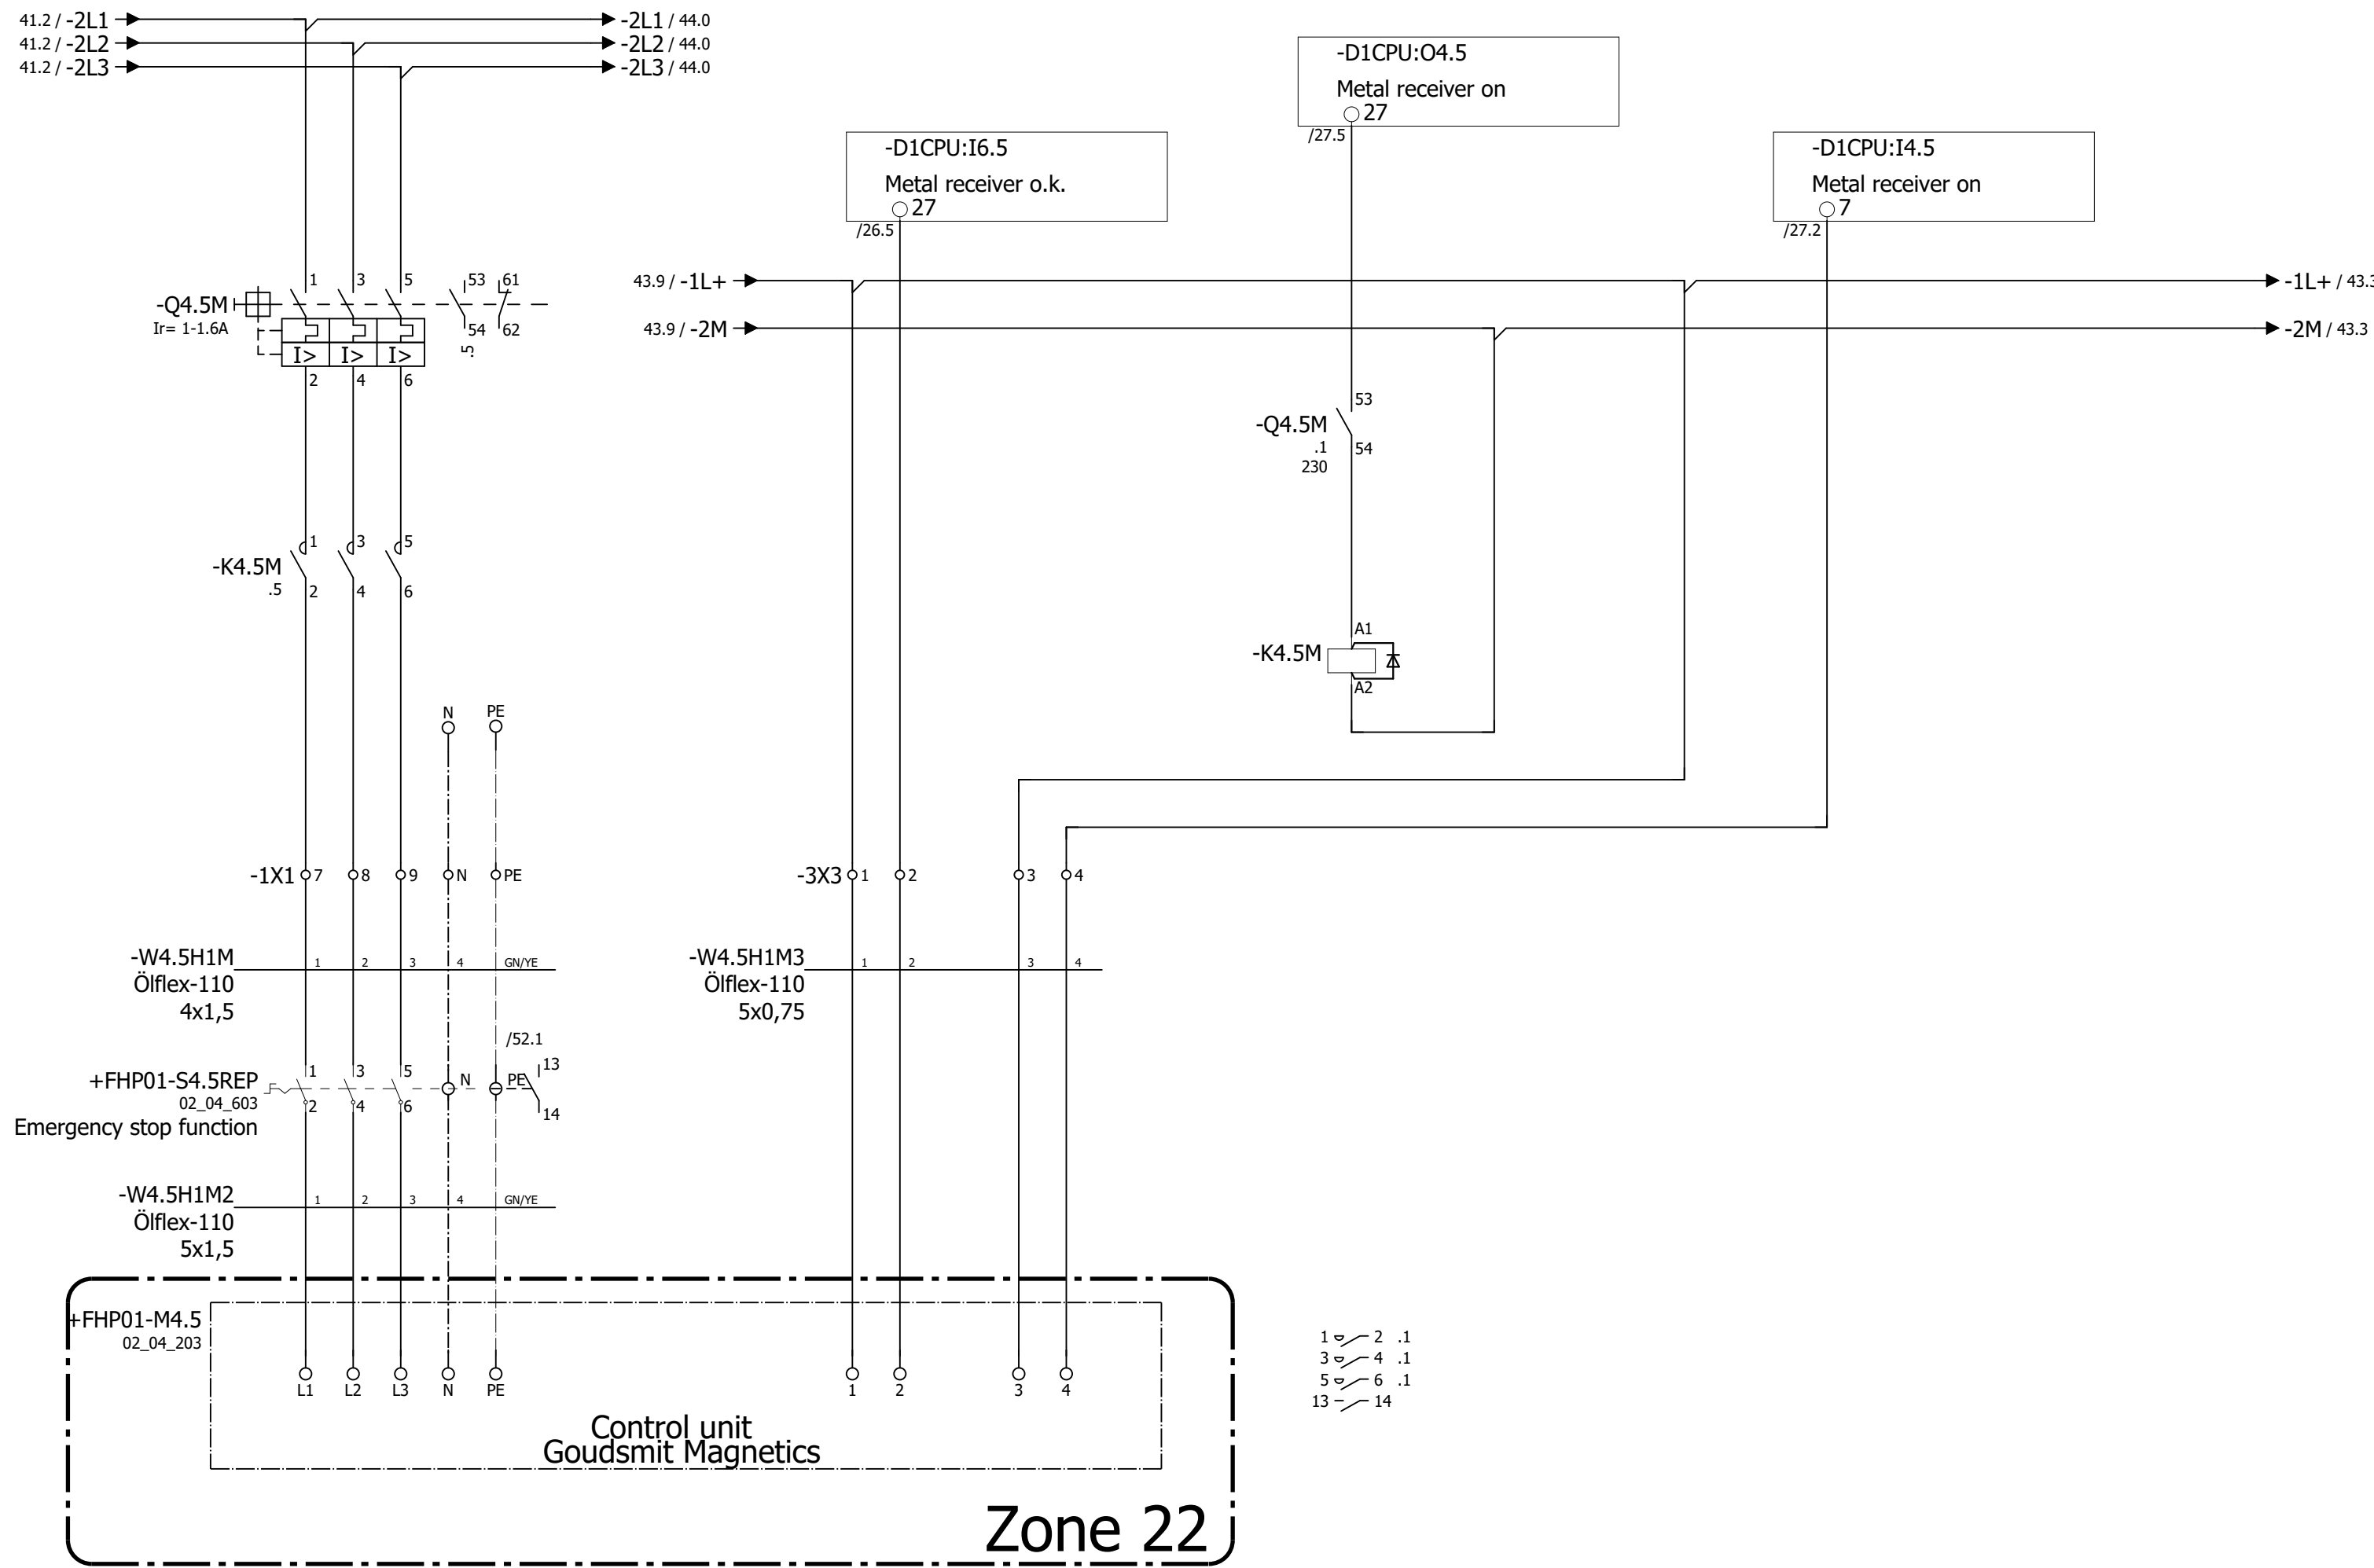 41.2 / -2L1 -2L1 / 44.0
41.2 / -2L2 -2L2 / 44.0
41.2 / -2L3 -2L3 / 44.0
-D1CPU:O4.5
Metal receiver on
27
/27.5
-D1CPU:I6.5
Metal receiver o.k.
27
/26.5
-D1CPU:I4.5
Metal receiver on
7
/27.2
43.9 / -1L+ -1L+ / 43.3
43.9 / -2M -2M / 43.3
1 3 5 53 61
-Q4.5M
Ir= 1-1.6A
54 62
.5
I> I> I>
2 4 6
53
-Q4.5M
.1
54
230
1 3 5
-K4.5M
.5
2 4 6
A1
-K4.5M
A2
N PE
-1X1 7 8 9 N PE
-3X3 1 2 3 4
-W4.5H1M 1 2 3 4 GN/YE
Ölflex-110
4x1,5
-W4.5H1M3 1 2 3 4
Ölflex-110
5x0,75
/52.1
1 3 5 N PE 13
+FHP01-S4.5REP
02_04_603
2 4 6 14
Emergency stop function
-W4.5H1M2 1 2 3 4 GN/YE
Ölflex-110
5x1,5
+FHP01-M4.5
02_04_203
L1 L2 L3 N PE 1 2 3 4
Control unit
Goudsmit Magnetics
Zone 22
1 2 .1
3 4 .1
5 6 .1
13 14